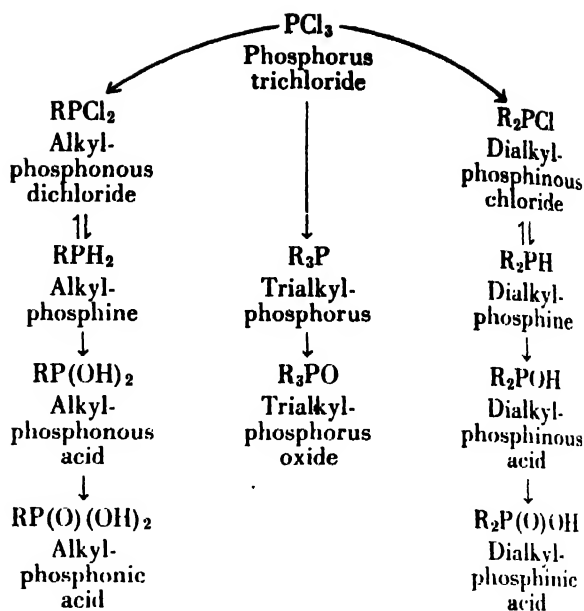 PCl₃
Phosphorus
trichloride
RPCl₂
Alkyl-
phosphonous
dichloride
RPH₂
Alkyl-
phosphine
RP(OH)₂
Alkyl-
phosphonous
acid
RP(O)(OH)₂
Alkyl-
phosphonic
acid
R₃P
Trialkyl-
phosphorus
R₃PO
Trialkyl-
phosphorus
oxide
R₂PCl
Dialkyl-
phosphinous
chloride
R₂PH
Dialkyl-
phosphine
R₂POH
Dialkyl-
phosphinous
acid
R₂P(O)OH
Dialkyl-
phosphinic
acid